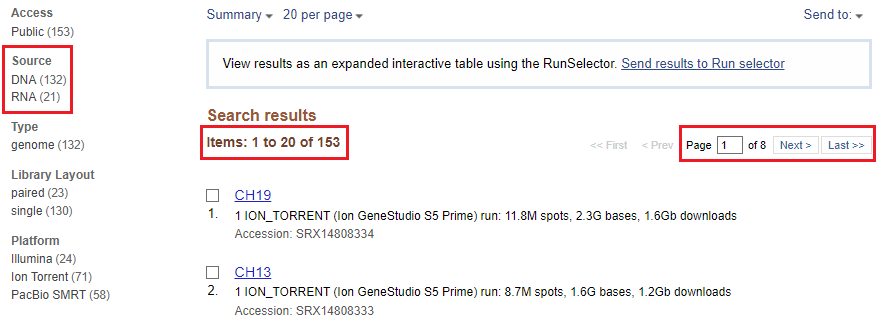 Access
Public (153)
Source
DNA (132)
RNA (21)
Type
genome (132)
Library Layout
paired (23)
single (130)
Platform
Illumina (24)
Ion Torrent (71)
PacBio SMRT (58)
Summary 20 per page Send to:
View results as an expanded interactive table using the RunSelector. Send results to Run selector
Search results
Items: 1 to 20 of 153
<< First < Prev Page 1 of 8 Next > Last >>
CH19
1. 1 ION_TORRENT (Ion GeneStudio S5 Prime) run: 11.8M spots, 2.3G bases, 1.6Gb downloads
Accession: SRX14808334
CH13
2. 1 ION_TORRENT (Ion GeneStudio S5 Prime) run: 8.7M spots, 1.6G bases, 1.2Gb downloads
Accession: SRX14808333